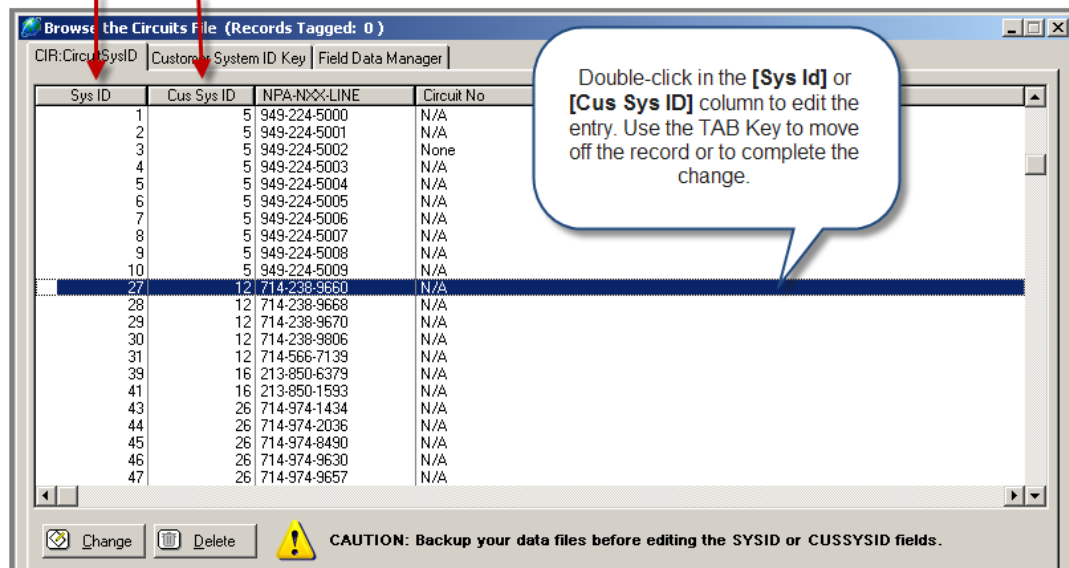 Browse the Circuits File (Records Tagged: 0 )
CIR:CircuitSysID Customer System ID Key Field Data Manager
Double-click in the [Sys Id] or
[Cus Sys ID] column to edit the
entry. Use the TAB Key to move
off the record or to complete the
change.
Sys ID Cus Sys ID NPA-NXX-LINE Circuit No
1 5 949-224-5000 N/A
2 5 949-224-5001 N/A
3 5 949-224-5002 None
4 5 949-224-5003 N/A
5 5 949-224-5004 N/A
6 5 949-224-5005 N/A
7 5 949-224-5006 N/A
8 5 949-224-5007 N/A
9 5 949-224-5008 N/A
10 5 949-224-5009 N/A
27 12 714-238-9660 N/A
28 12 714-238-9668 N/A
29 12 714-238-9670 N/A
30 12 714-238-9806 N/A
31 12 714-566-7139 N/A
39 16 213-850-6379 N/A
41 16 213-850-1593 N/A
43 26 714-974-1434 N/A
44 26 714-974-2036 N/A
45 26 714-974-8490 N/A
46 26 714-974-9630 N/A
47 26 714-974-9657 N/A
Change Delete CAUTION: Backup your data files before editing the SYSID or CUSSYSID fields.